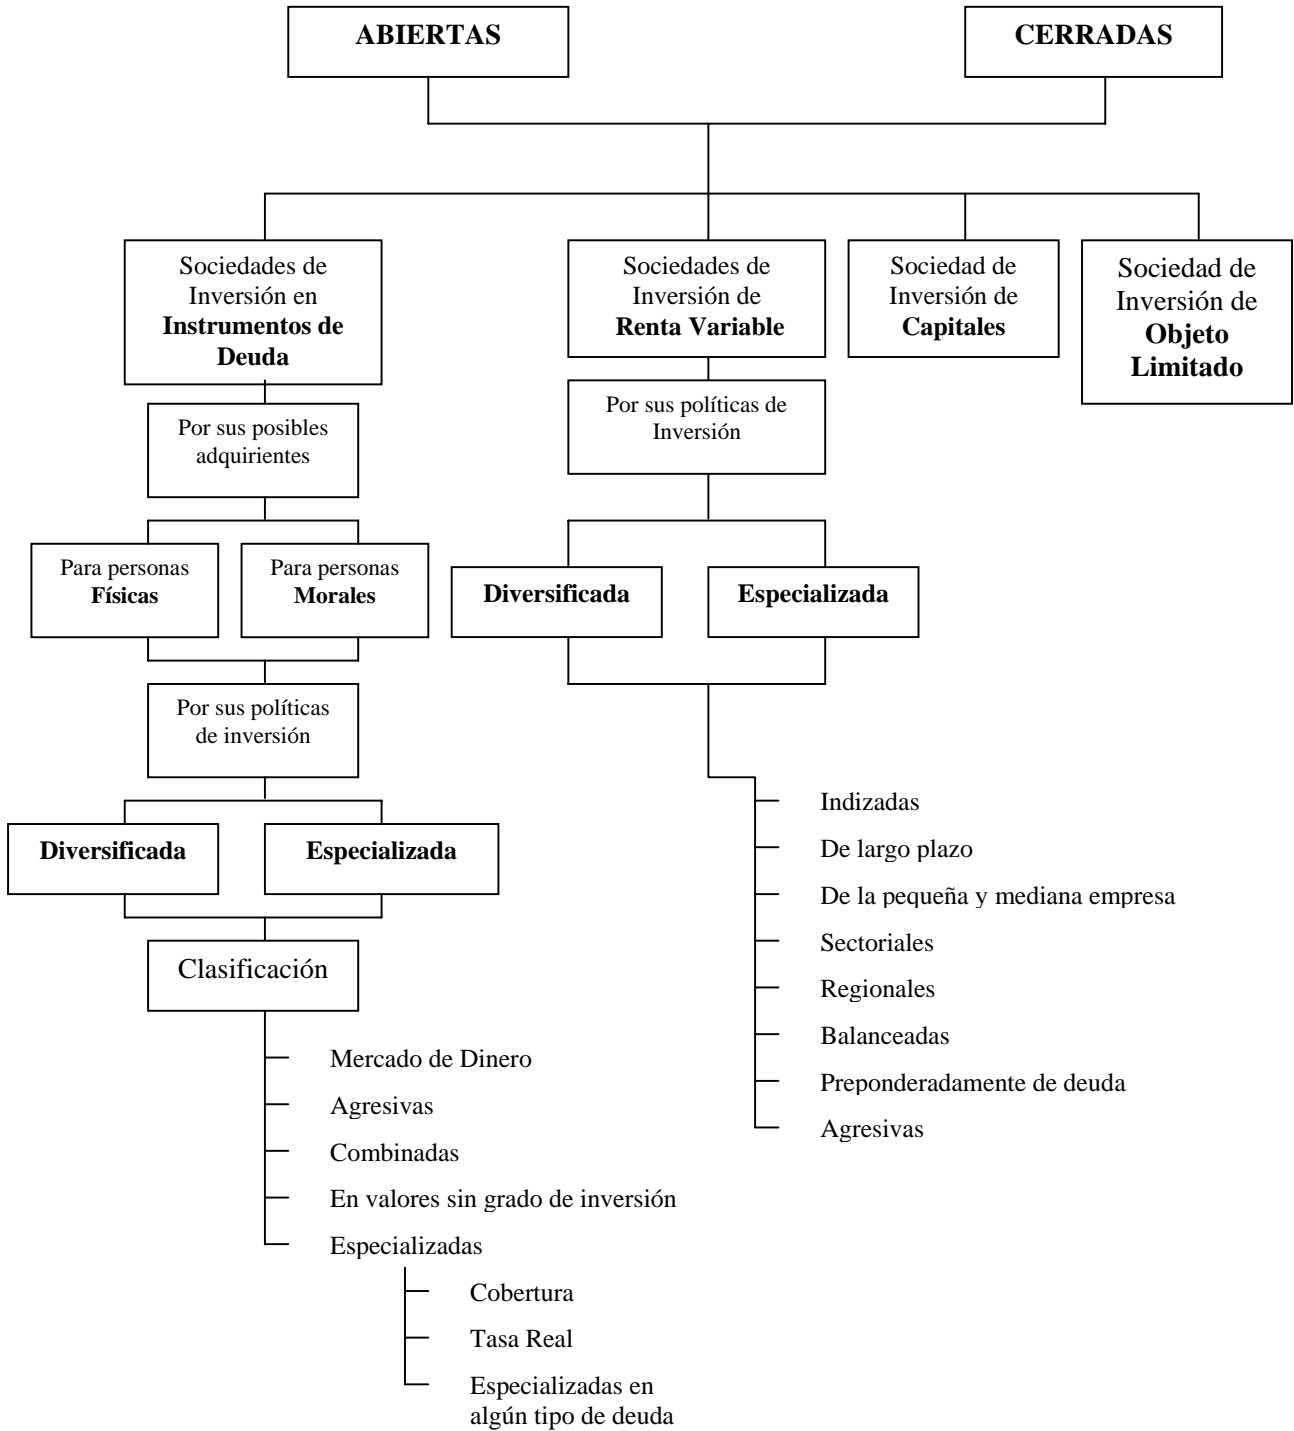 ABIERTAS
CERRADAS
Sociedades de
Inversión en
Instrumentos de
Deuda
Sociedades de
Inversión de
Renta Variable
Sociedad de
Inversión de
Capitales
Sociedad de
Inversión de
Objeto
Limitado
Por sus posibles
adquirientes
Por sus políticas de
Inversión
Para personas
Físicas
Para personas
Morales
Diversificada
Especializada
Por sus políticas
de inversión
Diversificada
Especializada
Clasificación
Indizadas
De largo plazo
De la pequeña y mediana empresa
Sectoriales
Regionales
Balanceadas
Preponderadamente de deuda
Agresivas
Mercado de Dinero
Agresivas
Combinadas
En valores sin grado de inversión
Especializadas
Cobertura
Tasa Real
Especializadas en
algún tipo de deuda